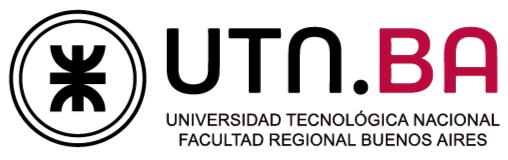 UTN.BA
UNIVERSIDAD TECNOLÓGICA NACIONAL
FACULTAD REGIONAL BUENOS AIRES